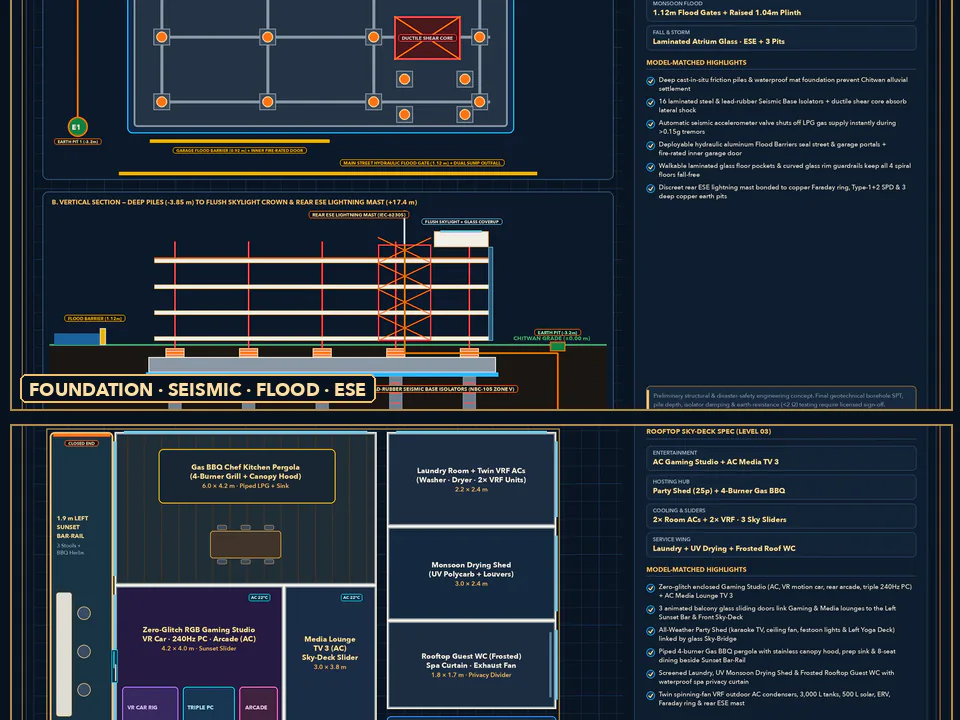 DUCTILE SHEAR CORE
E1
EARTH PIT 1 (-3.2m)
GARAGE FLOOD BARRIER (0.92 m) + INNER FIRE-RATED DOOR
MAIN STREET HYDRAULIC FLOOD GATE (1.12 m) + DUAL SUMP OUTFALL
MONSOON FLOOD
1.12m Flood Gates + Raised 1.04m Plinth
FALL & STORM
Laminated Atrium Glass · ESE + 3 Pits
MODEL-MATCHED HIGHLIGHTS
Deep cast-in-situ friction piles & waterproof mat foundation prevent Chitwan alluvial
settlement
16 laminated steel & lead-rubber Seismic Base Isolators + ductile shear core absorb
lateral shock
Automatic seismic accelerometer valve shuts off LPG gas supply instantly during
>0.15g tremors
Deployable hydraulic aluminum Flood Barriers seal street & garage portals +
fire-rated inner garage door
Walkable laminated glass floor pockets & curved glass rim guardrails keep all 4 spiral
floors fall-free
Discreet rear ESE lightning mast bonded to copper Faraday ring, Type-1+2 SPD & 3
deep copper earth pits
B. VERTICAL SECTION — DEEP PILES (-3.85 m) TO FLUSH SKYLIGHT CROWN & REAR ESE LIGHTNING MAST (+17.4 m)
REAR ESE LIGHTNING MAST (IEC-62305)
FLUSH SKYLIGHT + GLASS COVERUP
FLOOD BARRIER (1.12m)
EARTH PIT (-3.2m)
CHITWAN GRADE (±0.00 m)
D-RUBBER SEISMIC BASE ISOLATORS (NBC-105 ZONE V)
FOUNDATION · SEISMIC · FLOOD · ESE
Preliminary structural & disaster-safety engineering concept. Final geotechnical borehole SPT,
pile depth, isolator damping & earth-resistance (<2 Ω) testing require licensed sign-off.
CLOSED END
1.9 m LEFT
SUNSET
BAR-RAIL
3 Stools +
BBQ Herbs
Gas BBQ Chef Kitchen Pergola
(4-Burner Grill + Canopy Hood)
6.0 × 4.2 m · Piped LPG + Sink
AC 22°C
Zero-Glitch RGB Gaming Studio
VR Car · 240Hz PC · Arcade (AC)
4.2 × 4.0 m · Sunset Slider
VR CAR RIG
TRIPLE PC
ARCADE
AC 22°C
Media Lounge
TV 3 (AC)
Sky-Deck Slider
3.0 × 3.8 m
Laundry Room + Twin VRF ACs
(Washer · Dryer · 2× VRF Units)
2.2 × 2.4 m
Monsoon Drying Shed
(UV Polycarb + Louvers)
3.0 × 2.4 m
Rooftop Guest WC (Frosted)
Spa Curtain · Exhaust Fan
1.8 × 1.7 m · Privacy Divider
ROOFTOP SKY-DECK SPEC (LEVEL 03)
ENTERTAINMENT
AC Gaming Studio + AC Media TV 3
HOSTING HUB
Party Shed (25p) + 4-Burner Gas BBQ
COOLING & SLIDERS
2× Room ACs + 2× VRF · 3 Sky Sliders
SERVICE WING
Laundry + UV Drying + Frosted Roof WC
MODEL-MATCHED HIGHLIGHTS
Zero-glitch enclosed Gaming Studio (AC, VR motion car, rear arcade, triple 240Hz PC)
+ AC Media Lounge TV 3
3 animated balcony glass sliding doors link Gaming & Media lounges to the Left
Sunset Bar & Front Sky-Deck
All-Weather Party Shed (karaoke TV, ceiling fan, festoon lights & Left Yoga Deck)
linked by glass Sky-Bridge
Piped 4-burner Gas BBQ pergola with stainless canopy hood, prep sink & 8-seat
dining beside Sunset Bar-Rail
Screened Laundry, UV Monsoon Drying Shed & Frosted Rooftop Guest WC with
waterproof spa privacy curtain
Twin spinning-fan VRF outdoor AC condensers, 3,000 L tanks, 500 L solar, ERV,
Faraday ring & rear ESE mast